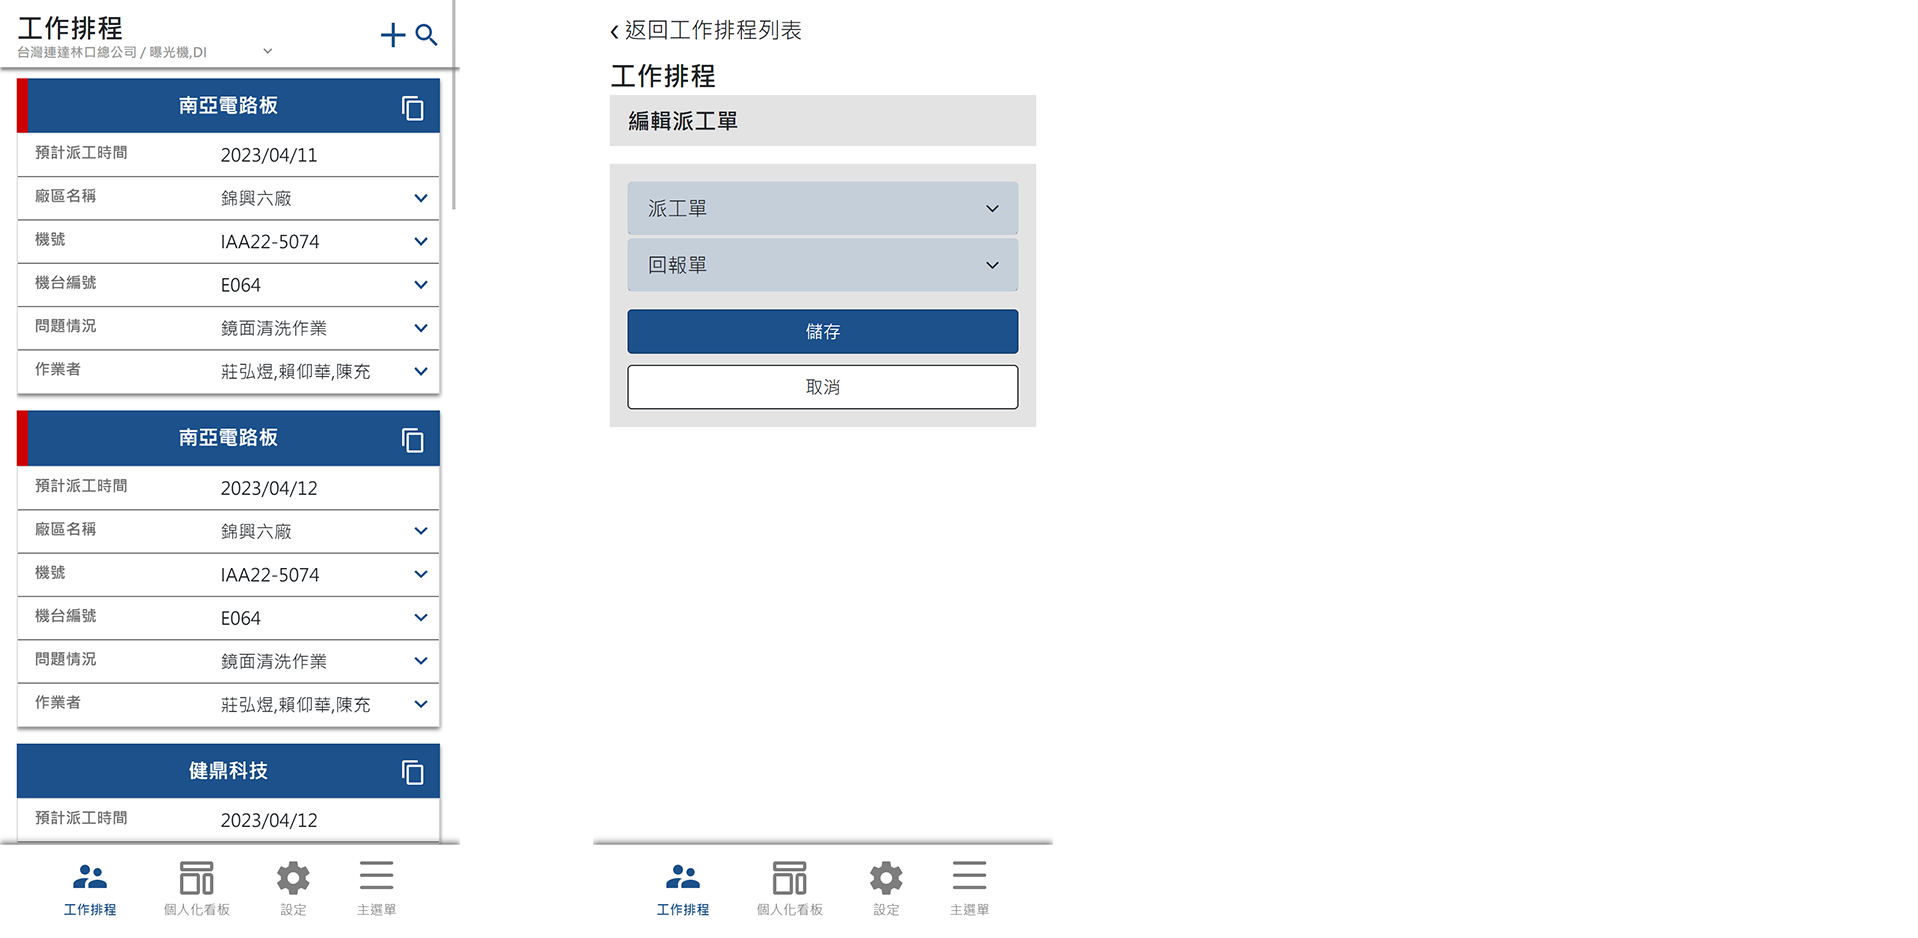 工作排程
台灣連達林口總公司 / 曝光機,DI
南亞電路板
預計派工時間 2023/04/11
廠區名稱 錦興六廠
機號 IAA22-5074
機台編號 E064
問題情況 鏡面清洗作業
作業者 莊弘煜,賴仰華,陳充
南亞電路板
預計派工時間 2023/04/12
廠區名稱 錦興六廠
機號 IAA22-5074
機台編號 E064
問題情況 鏡面清洗作業
作業者 莊弘煜,賴仰華,陳充
健鼎科技
預計派工時間 2023/04/12
工作排程 個人化看板 設定 主選單
返回工作排程列表
工作排程
編輯派工單
派工單
回報單
儲存
取消
工作排程 個人化看板 設定 主選單